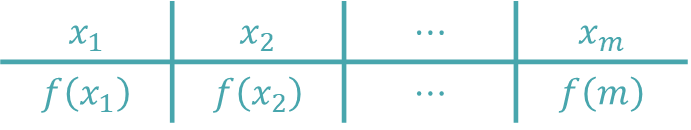 x₁ x₂ ⋯ xₘ
f(x₁) f(x₂) ⋯ f(m)